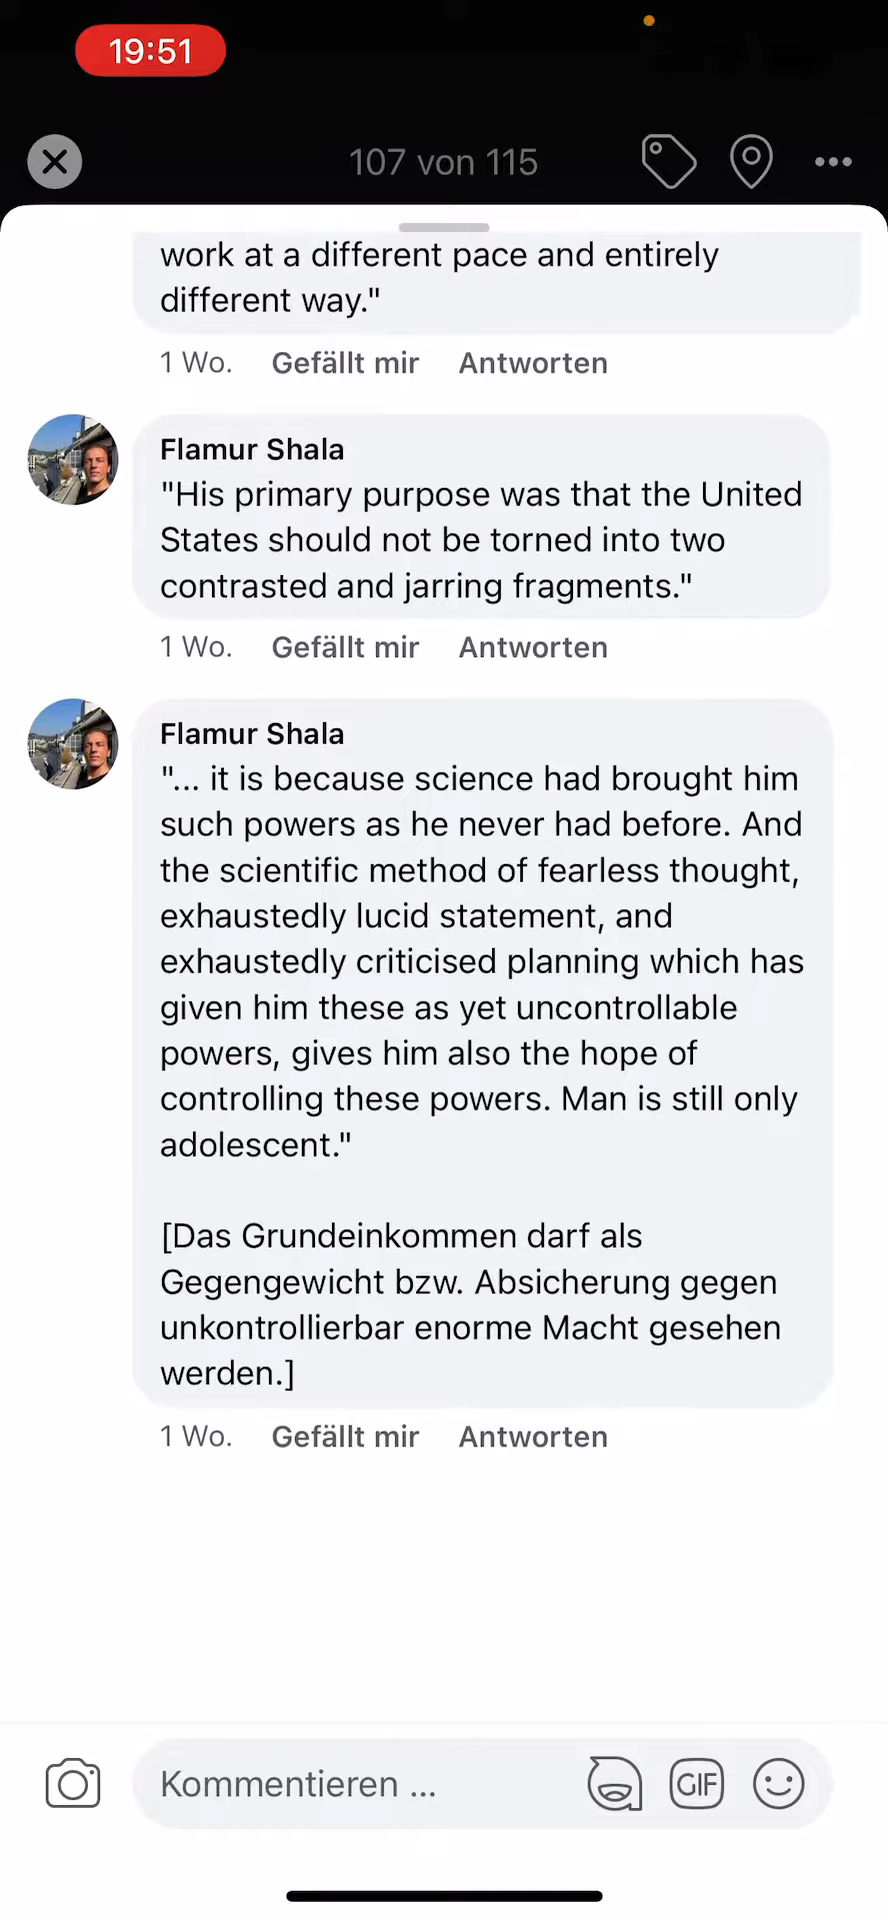 19:51
107 von 115
work at a different pace and entirely
different way."
1 Wo. Gefällt mir Antworten
Flamur Shala
"His primary purpose was that the United
States should not be torned into two
contrasted and jarring fragments."
1 Wo. Gefällt mir Antworten
Flamur Shala
"... it is because science had brought him
such powers as he never had before. And
the scientific method of fearless thought,
exhaustedly lucid statement, and
exhaustedly criticised planning which has
given him these as yet uncontrollable
powers, gives him also the hope of
controlling these powers. Man is still only
adolescent."
[Das Grundeinkommen darf als
Gegengewicht bzw. Absicherung gegen
unkontrollierbar enorme Macht gesehen
werden.]
1 Wo. Gefällt mir Antworten
Kommentieren ... GIF